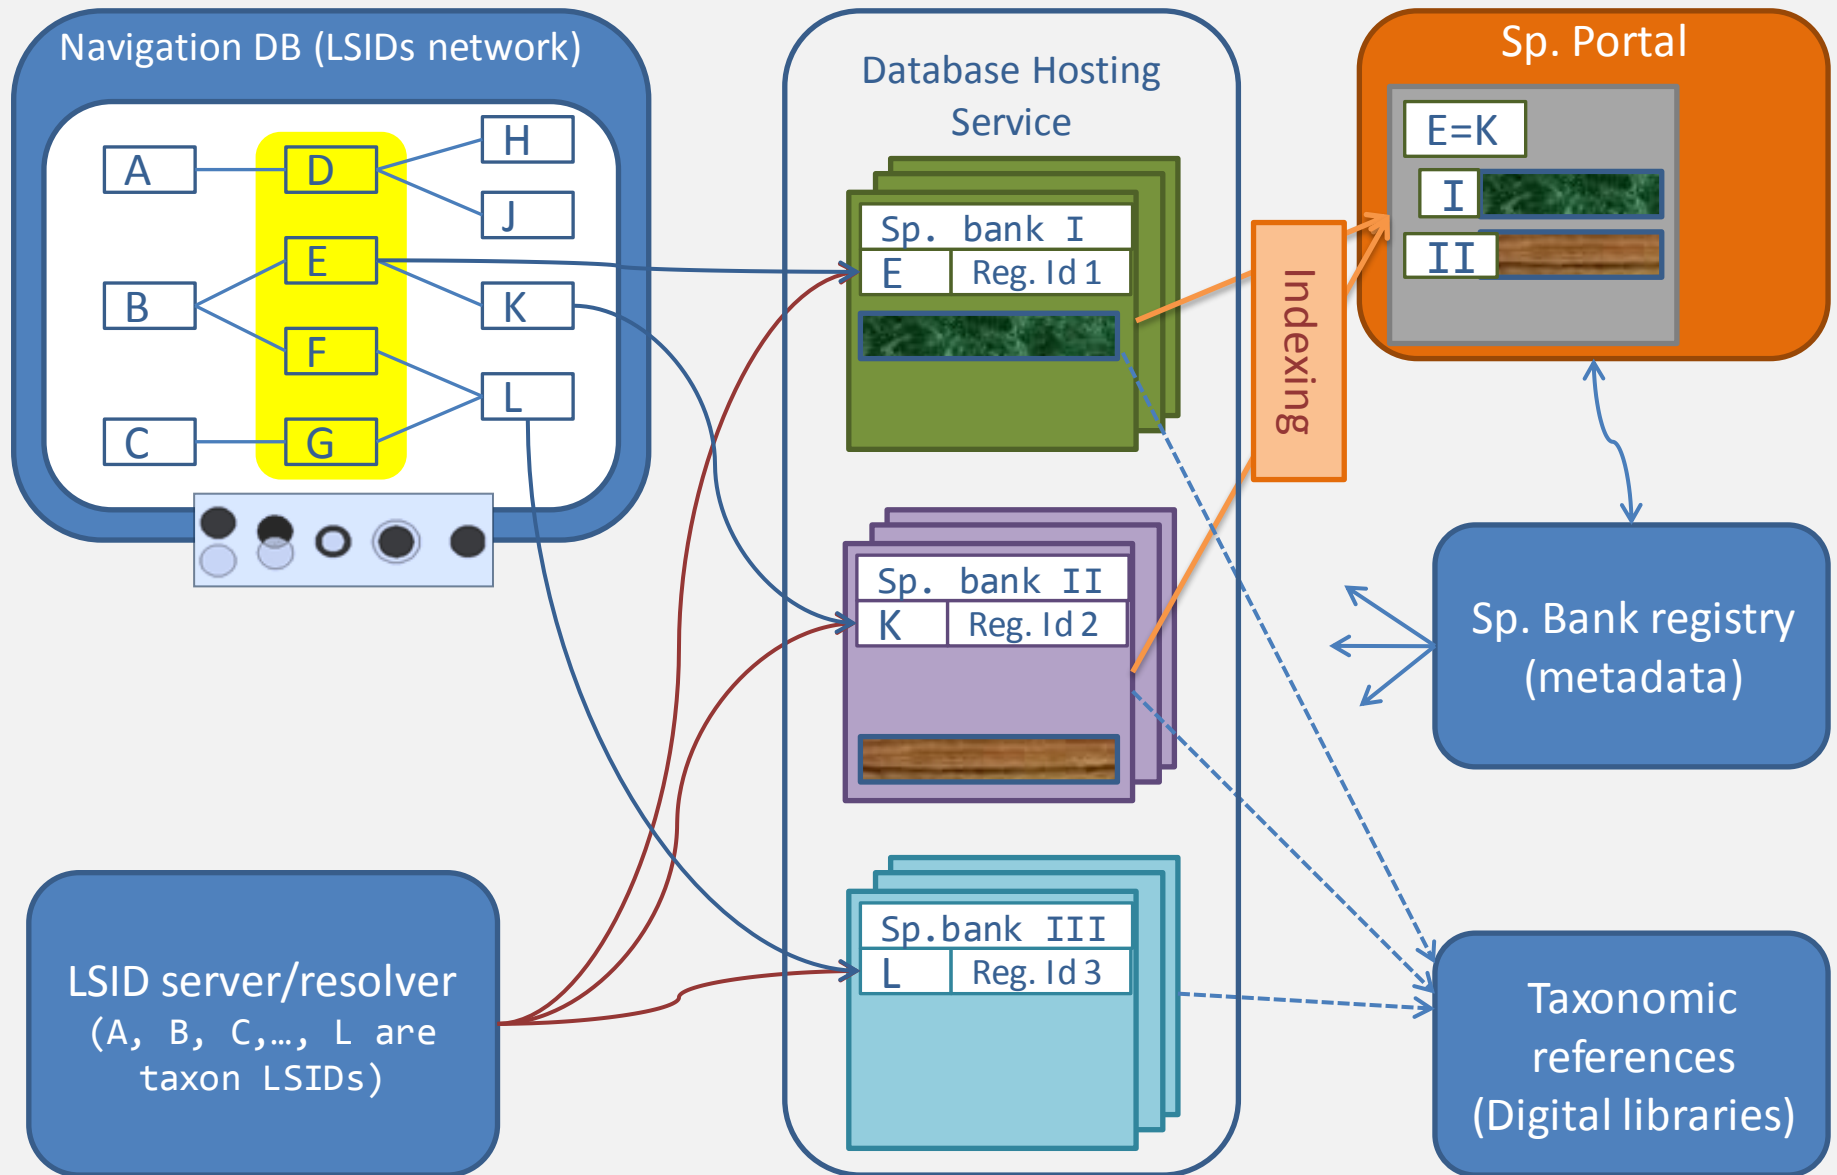 Navigation DB (LSIDs network)
A
B
C
D
E
F
G
H
J
K
L
LSID server/resolver
(A, B, C,…, L are
taxon LSIDs)
Database Hosting
Service
Sp. bank I
E
Reg. Id 1
Sp. bank II
K
Reg. Id 2
Sp.bank III
L
Reg. Id 3
Indexing
Sp. Portal
E=K
I
II
Sp. Bank registry
(metadata)
Taxonomic
references
(Digital libraries)